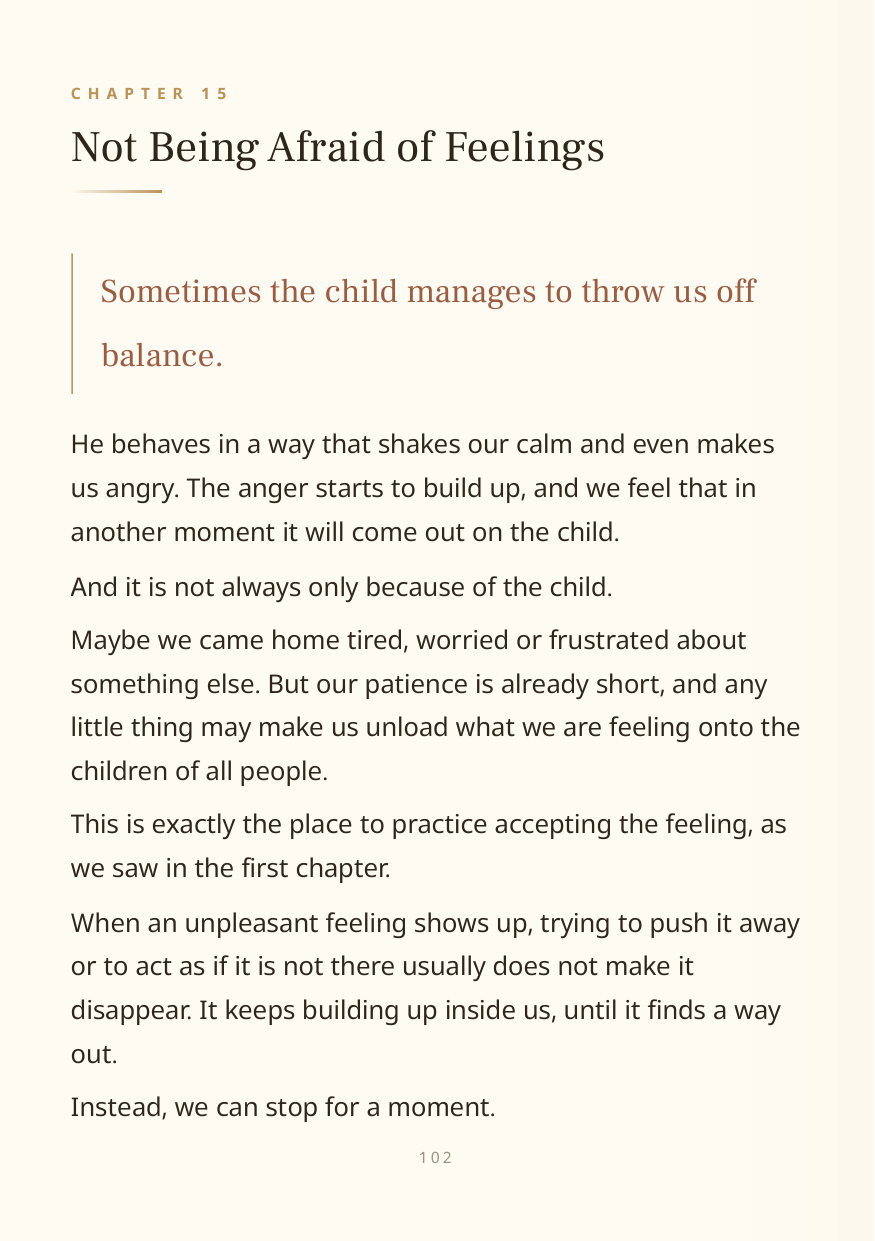 CHAPTER 15
Not Being Afraid of Feelings
Sometimes the child manages to throw us off
balance.
He behaves in a way that shakes our calm and even makes
us angry. The anger starts to build up, and we feel that in
another moment it will come out on the child.
And it is not always only because of the child.
Maybe we came home tired, worried or frustrated about
something else. But our patience is already short, and any
little thing may make us unload what we are feeling onto the
children of all people.
This is exactly the place to practice accepting the feeling, as
we saw in the first chapter.
When an unpleasant feeling shows up, trying to push it away
or to act as if it is not there usually does not make it
disappear. It keeps building up inside us, until it finds a way
out.
Instead, we can stop for a moment.
102